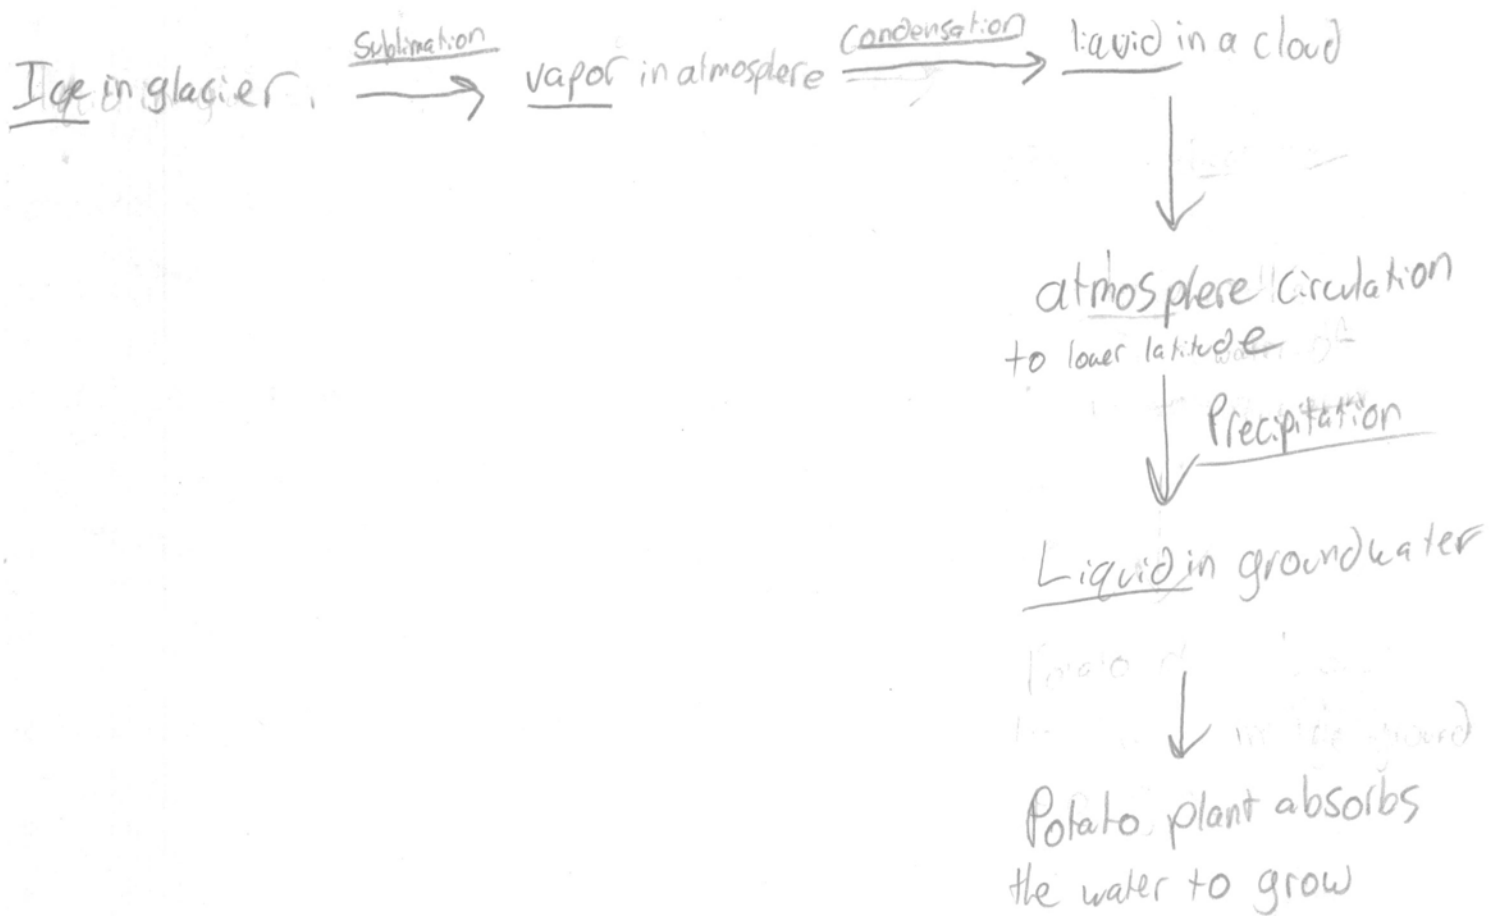 Sublimation
Condensation
Ice in glacier.
vapor in atmosplere
liquid in a cloud
atmosplere circulation
to lower latitude
Precipitation
Liquid in groundwater
Potato plant absorbs
the water to grow